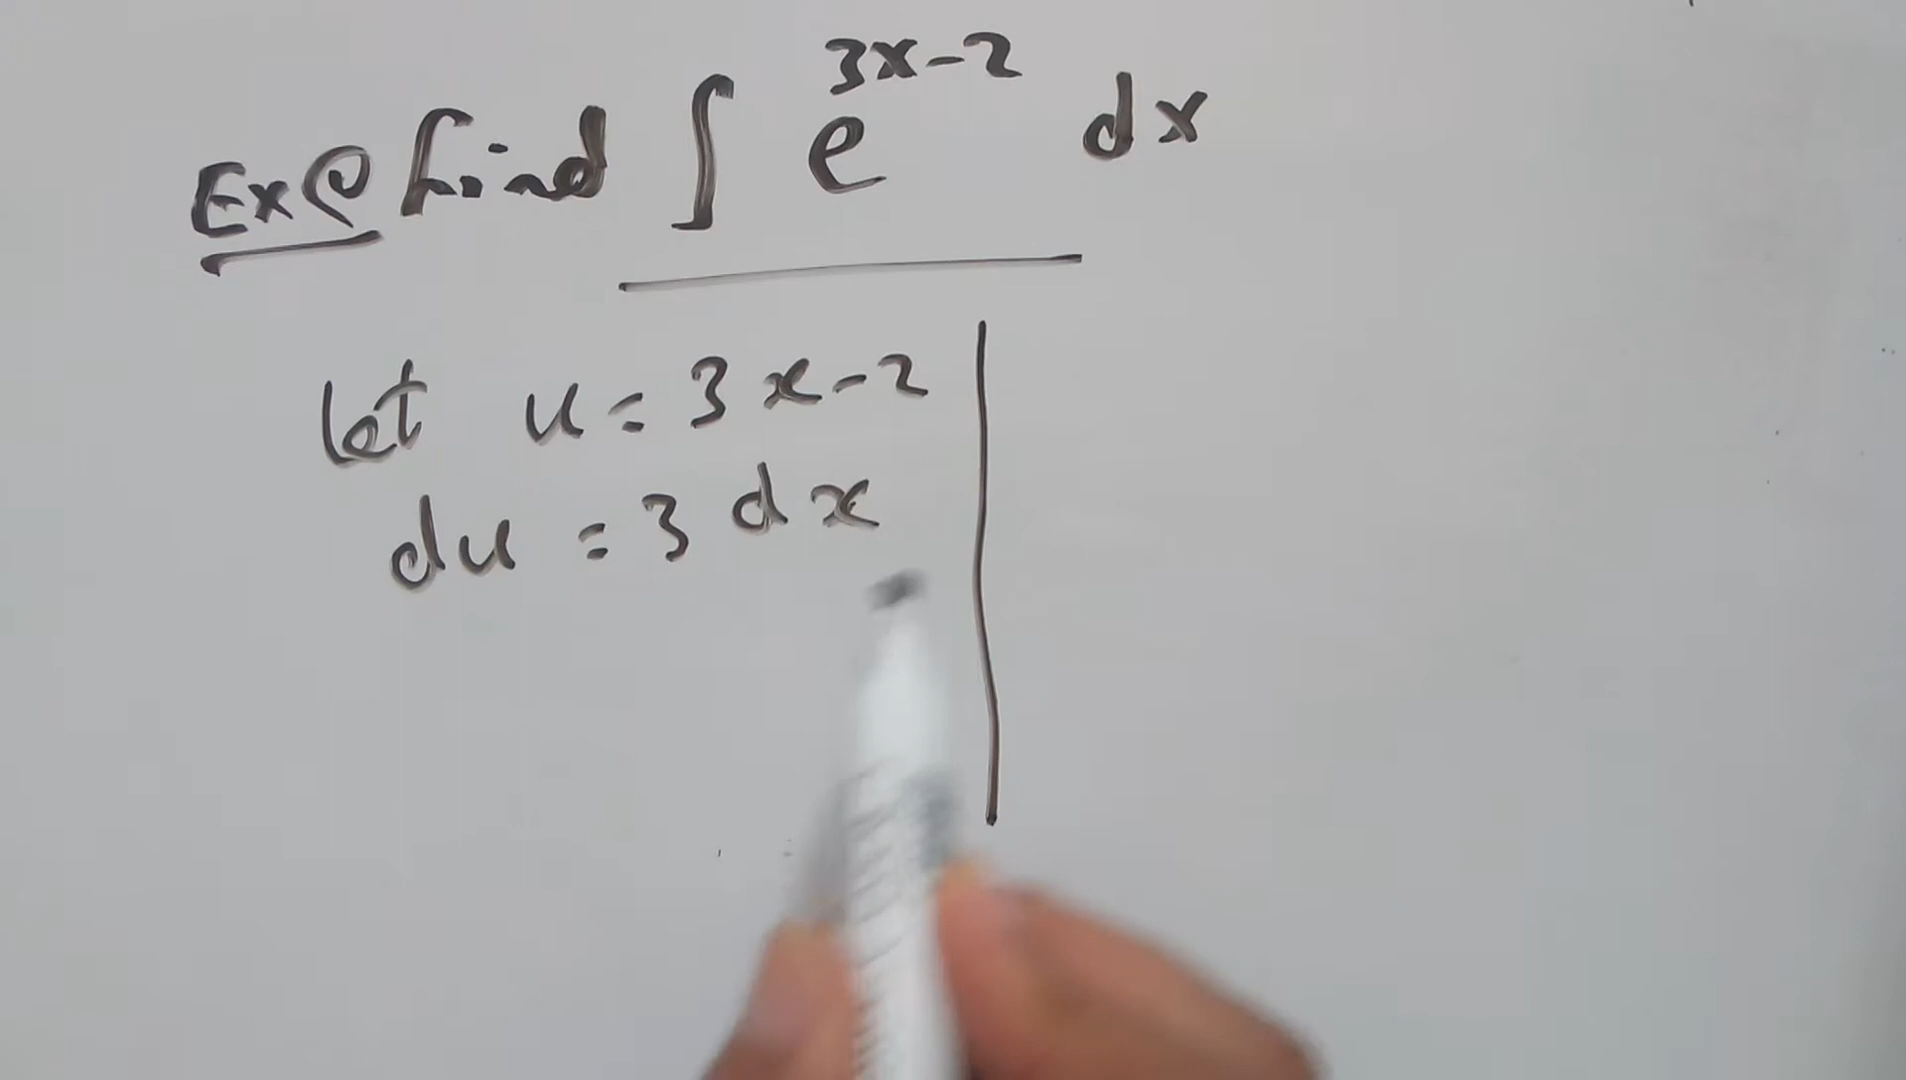 Ex find ∫ e^{3x-2} dx
let u = 3x-2
du = 3 dx